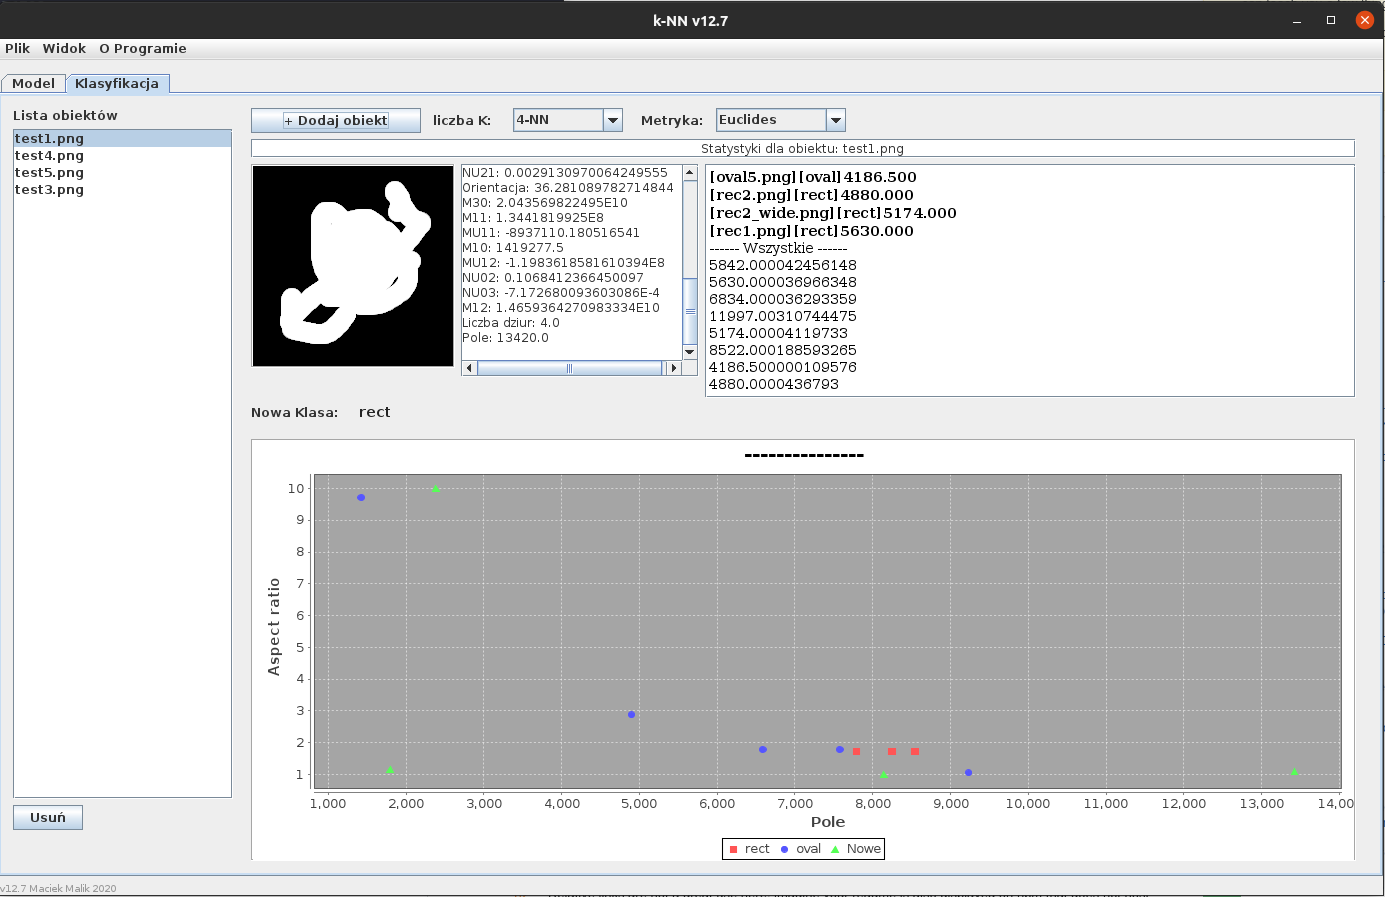 k-NN v12.7
Plik Widok O Programie
Model Klasyfikacja
Lista obiektów
test1.png
test4.png
test5.png
test3.png
Usuń
+ Dodaj obiekt liczba K: 4-NN Metryka: Euclides
Statystyki dla obiektu: test1.png
NU21: 0.0029130970064249555
Orientacja: 36.281089782714844
M30: 2.043569822495E10
M11: 1.3441819925E8
MU11: -8937110.180516541
M10: 1419277.5
MU12: -1.1983618581610394E8
NU02: 0.1068412366450097
NU03: -7.172680093603086E-4
M12: 1.4659364270983334E10
Liczba dziur: 4.0
Pole: 13420.0
[oval5.png][oval]4186.500
[rec2.png][rect]4880.000
[rec2_wide.png][rect]5174.000
[rec1.png][rect]5630.000
------ Wszystkie ------
5842.000042456148
5630.000036966348
6834.000036293359
11997.00310744475
5174.00004119733
8522.000188593265
4186.500000109576
4880.0000436793
Nowa Klasa: rect
---------------
Aspect ratio
10
9
8
7
6
5
4
3
2
1
1,000 2,000 3,000 4,000 5,000 6,000 7,000 8,000 9,000 10,000 11,000 12,000 13,000 14,00
Pole
rect oval Nowe
v12.7 Maciek Malik 2020